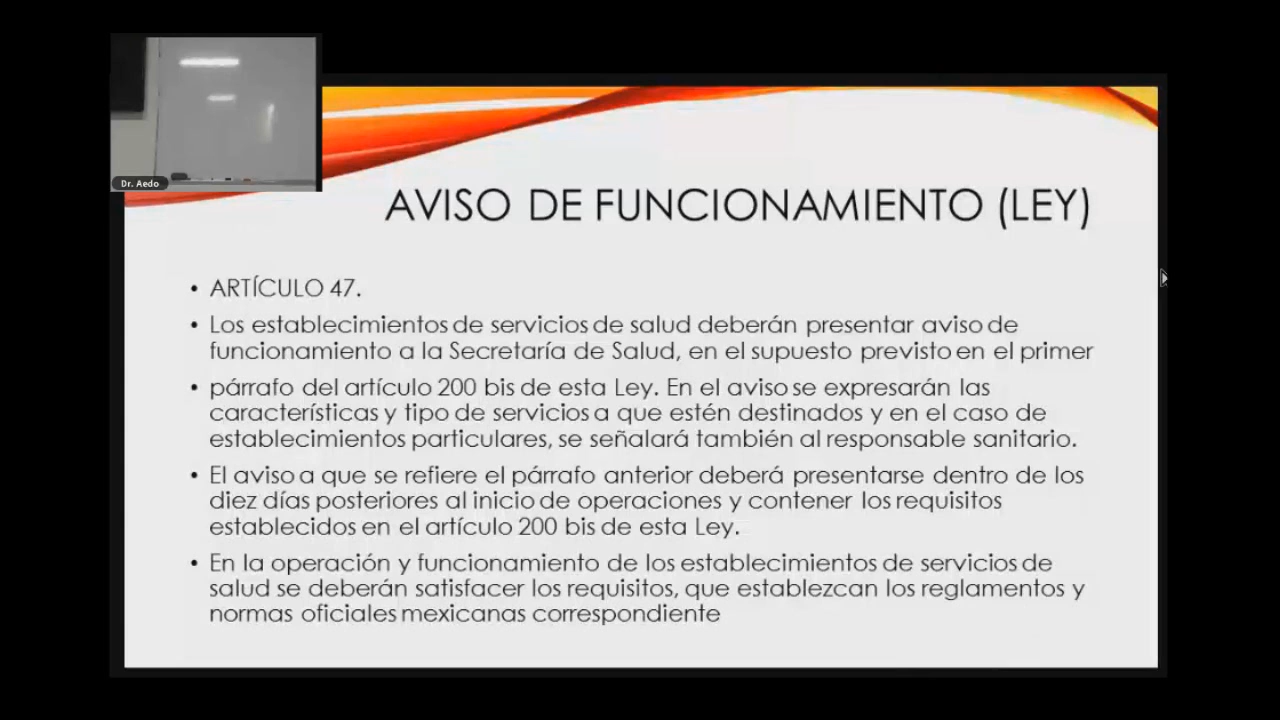 Dr. Aedo
AVISO DE FUNCIONAMIENTO (LEY)
• ARTÍCULO 47.
• Los establecimientos de servicios de salud deberán presentar aviso de
funcionamiento a la Secretaría de Salud, en el supuesto previsto en el primer
• párrafo del artículo 200 bis de esta Ley. En el aviso se expresarán las
características y tipo de servicios a que estén destinados y en el caso de
establecimientos particulares, se señalará también al responsable sanitario.
• El aviso a que se refiere el párrafo anterior deberá presentarse dentro de los
diez días posteriores al inicio de operaciones y contener los requisitos
establecidos en el artículo 200 bis de esta Ley.
• En la operación y funcionamiento de los establecimientos de servicios de
salud se deberán satisfacer los requisitos, que establezcan los reglamentos y
normas oficiales mexicanas correspondiente